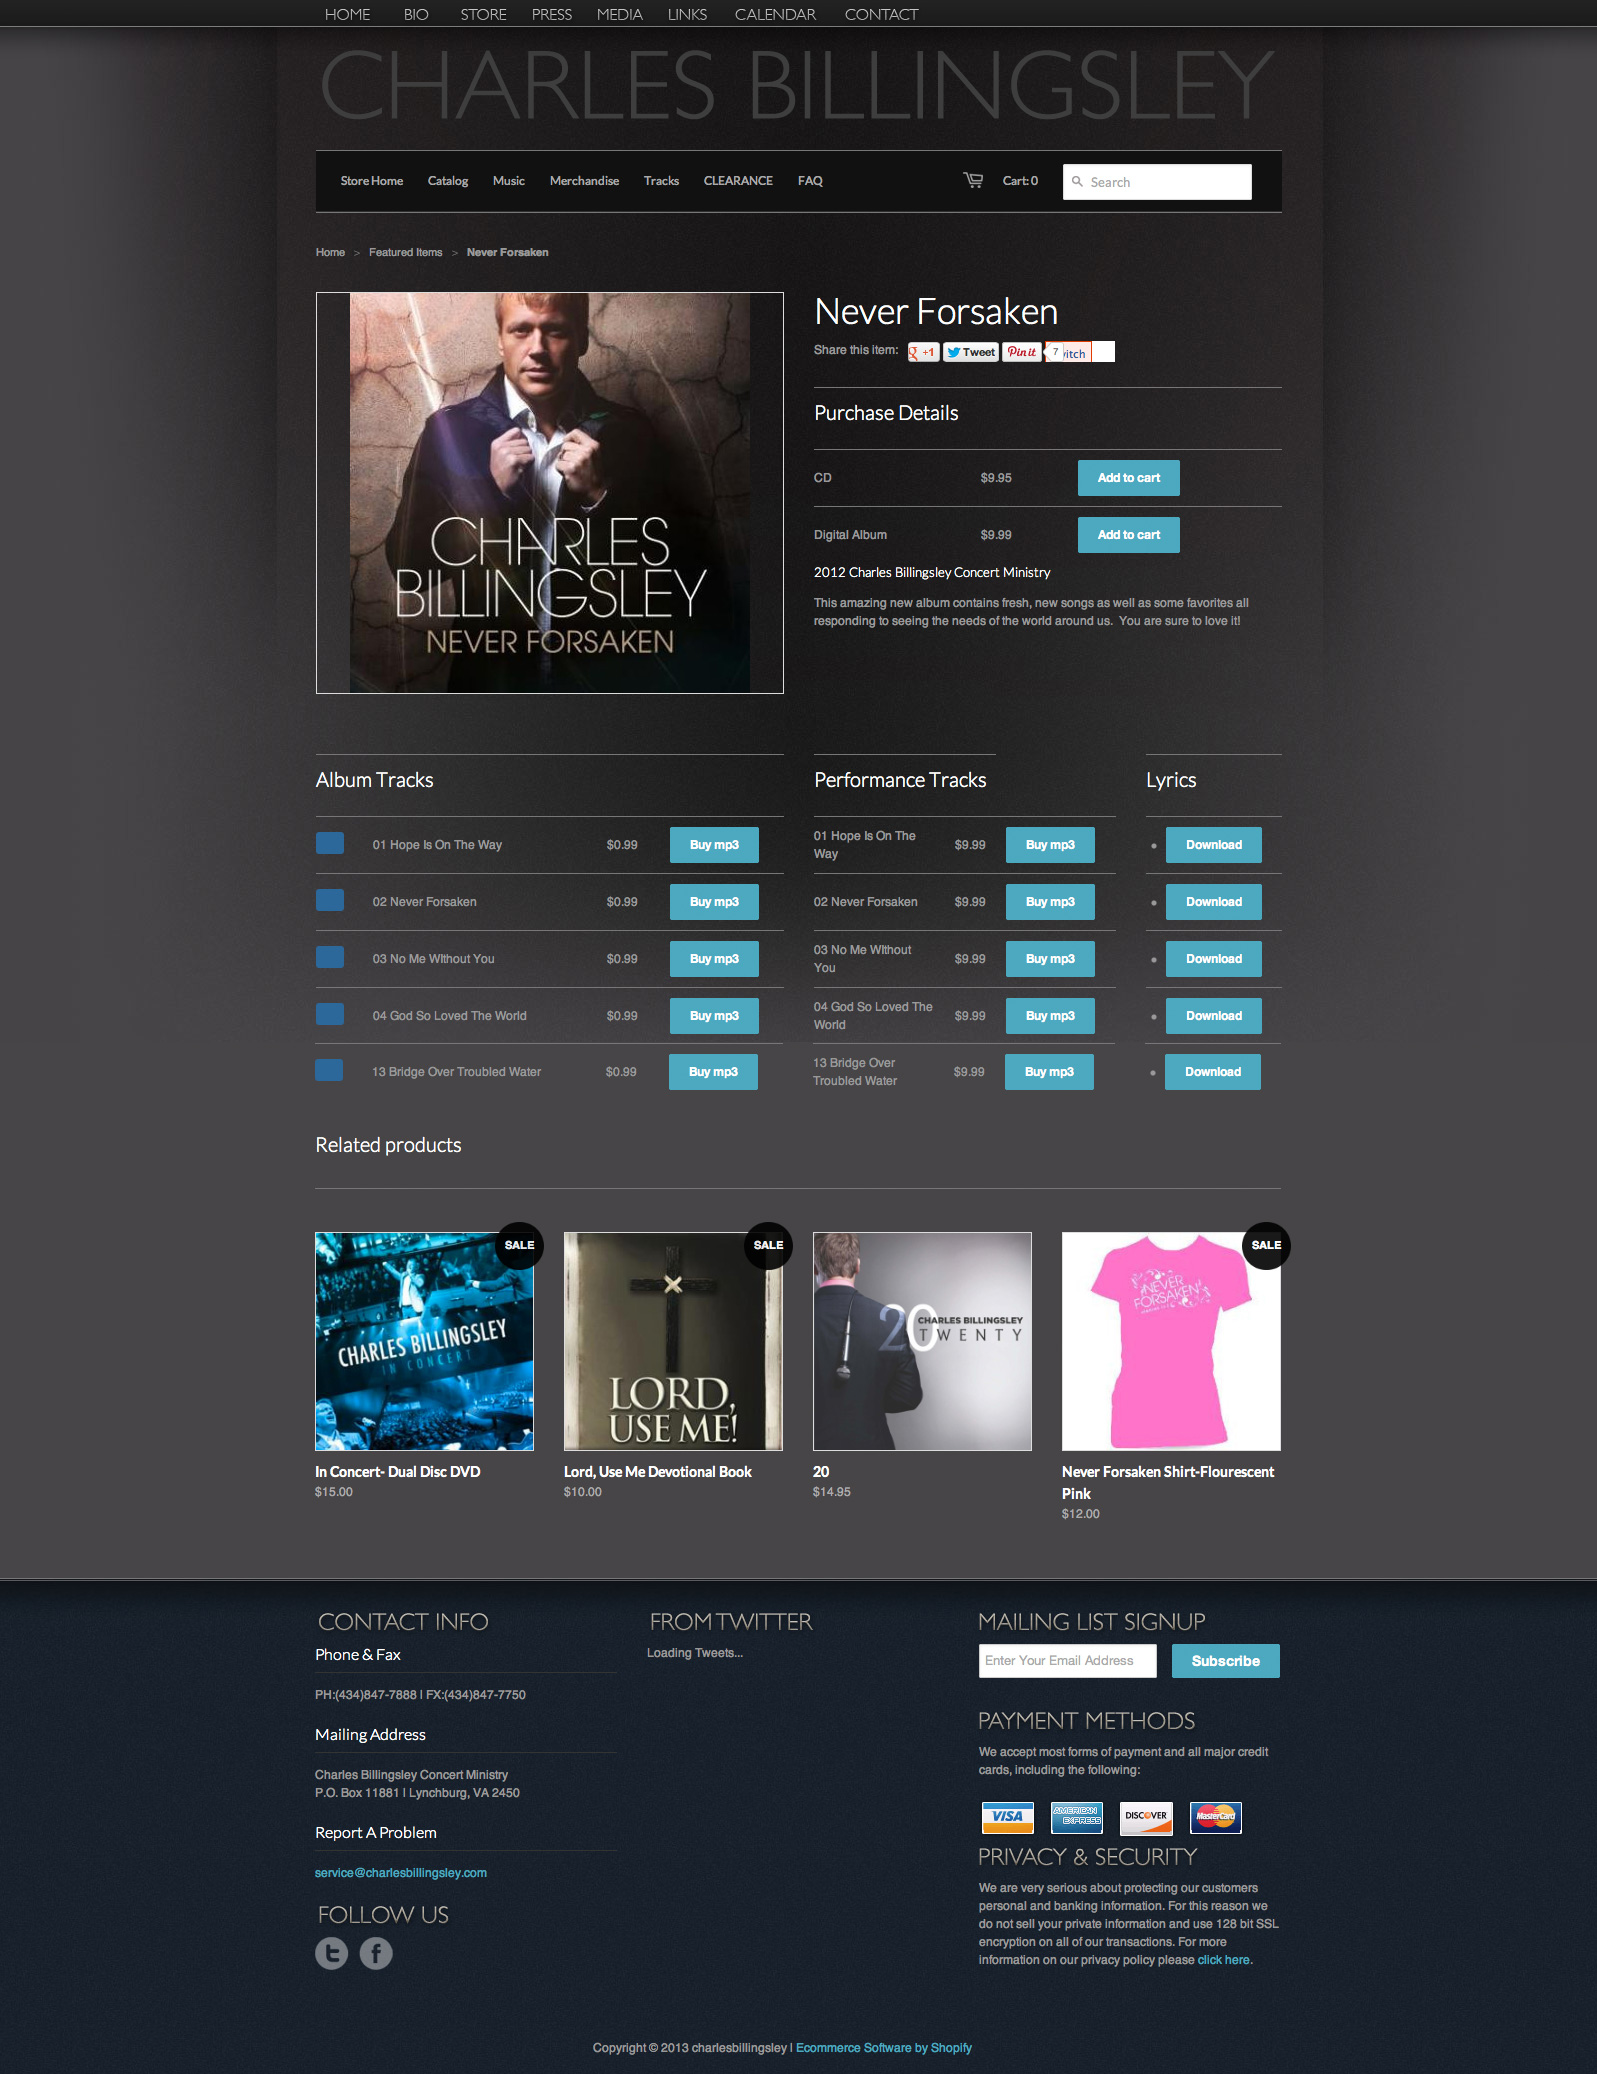 HOME BIO STORE PRESS MEDIA LINKS CALENDAR CONTACT
CHARLES BILLINGSLEY
Store Home Catalog Music Merchandise Tracks CLEARANCE FAQ Cart: 0 Search
Home > Featured Items > Never Forsaken
CHARLES
BILLINGSLEY
NEVER FORSAKEN
Never Forsaken
Share this item: +1 Tweet Pin it 7 itch
Purchase Details
CD $9.95 Add to cart
Digital Album $9.99 Add to cart
2012 Charles Billingsley Concert Ministry
This amazing new album contains fresh, new songs as well as some favorites all
responding to seeing the needs of the world around us.  You are sure to love it!
Album Tracks
01 Hope Is On The Way $0.99 Buy mp3
02 Never Forsaken $0.99 Buy mp3
03 No Me WIthout You $0.99 Buy mp3
04 God So Loved The World $0.99 Buy mp3
13 Bridge Over Troubled Water $0.99 Buy mp3
Performance Tracks
01 Hope Is On The
Way $9.99 Buy mp3
02 Never Forsaken $9.99 Buy mp3
03 No Me WIthout
You $9.99 Buy mp3
04 God So Loved The
World $9.99 Buy mp3
13 Bridge Over
Troubled Water $9.99 Buy mp3
Lyrics
• Download
• Download
• Download
• Download
• Download
Related products
SALE
CHARLES BILLINGSLEY
IN CONCERT
In Concert- Dual Disc DVD
$15.00
SALE
LORD,
USE ME!
Lord, Use Me Devotional Book
$10.00
20
CHARLES BILLINGSLEY
TWENTY
20
$14.95
SALE
NEVER
FORSAKEN
Never Forsaken Shirt-Flourescent
Pink
$12.00
CONTACT INFO
Phone & Fax
PH:(434)847-7888 | FX:(434)847-7750
Mailing Address
Charles Billingsley Concert Ministry
P.O. Box 11881 | Lynchburg, VA 2450
Report A Problem
service@charlesbillingsley.com
FOLLOW US
FROM TWITTER
Loading Tweets...
MAILING LIST SIGNUP
Enter Your Email Address Subscribe
PAYMENT METHODS
We accept most forms of payment and all major credit
cards, including the following:
VISA AMERICAN EXPRESS DISCOVER MasterCard
PRIVACY & SECURITY
We are very serious about protecting our customers
personal and banking information. For this reason we
do not sell your private information and use 128 bit SSL
encryption on all of our transactions. For more
information on our privacy policy please click here.
Copyright © 2013 charlesbillingsley | Ecommerce Software by Shopify